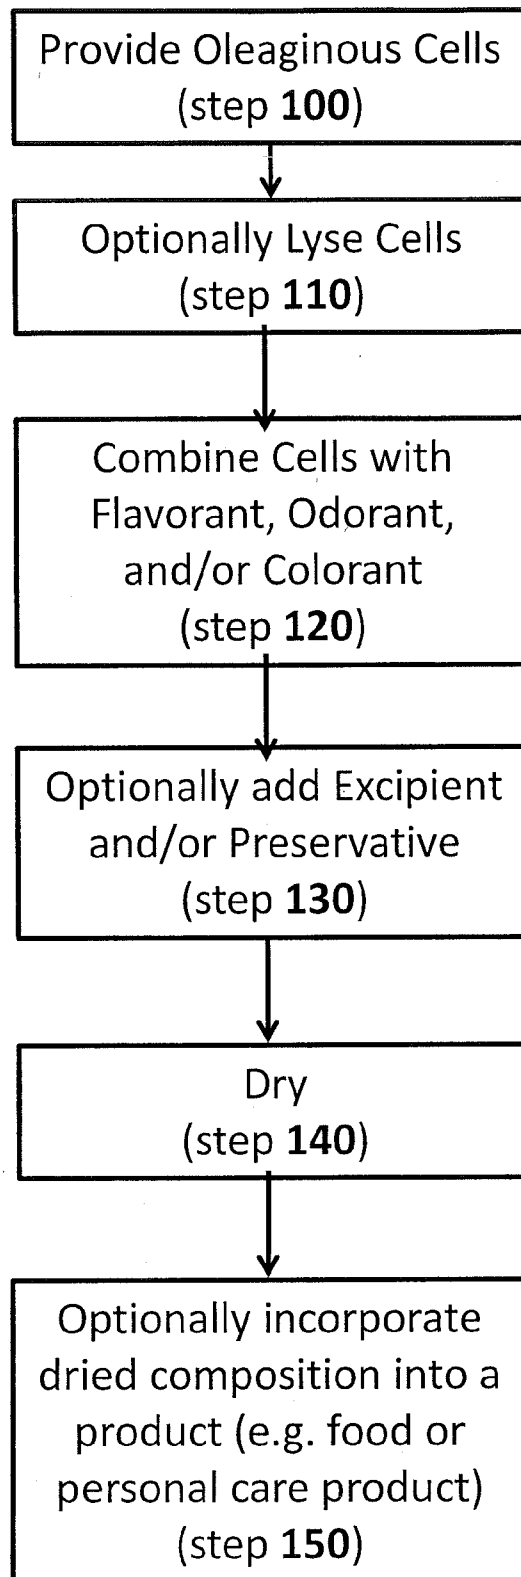 Provide Oleaginous Cells
(step 100)
Optionally Lyse Cells
(step 110)
Combine Cells with
Flavorant, Odorant,
and/or Colorant
(step 120)
Optionally add Excipient
and/or Preservative
(step 130)
Dry
(step 140)
Optionally incorporate
dried composition into a
product (e.g. food or
personal care product)
(step 150)